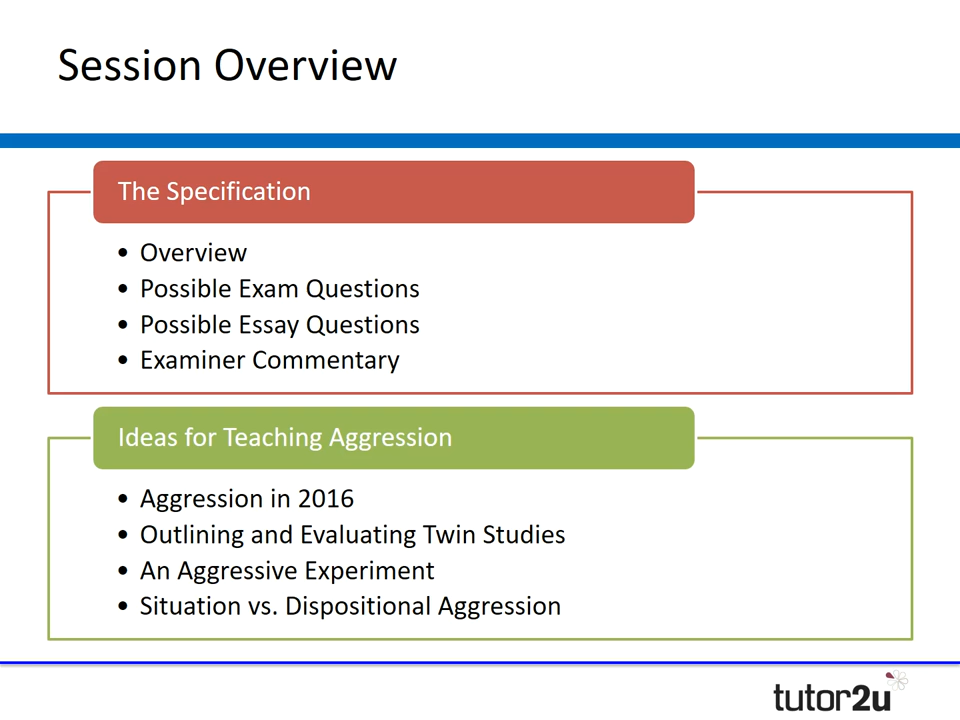 Session Overview
The Specification
• Overview
• Possible Exam Questions
• Possible Essay Questions
• Examiner Commentary
Ideas for Teaching Aggression
• Aggression in 2016
• Outlining and Evaluating Twin Studies
• An Aggressive Experiment
• Situation vs. Dispositional Aggression
tutor2u